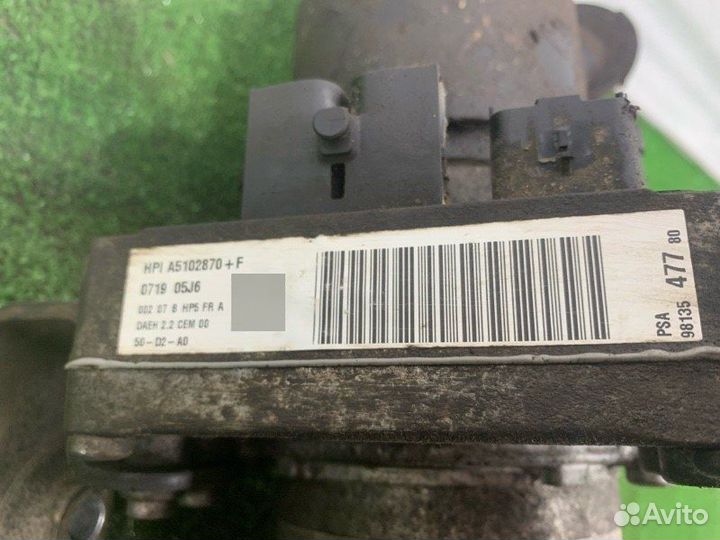 HPI A5102870+F
0719 05J6
002 07 B HP5 FR A
DAEH 2.2 CEM 00
50-D2-A0
PSA
98135 477 80
Avito